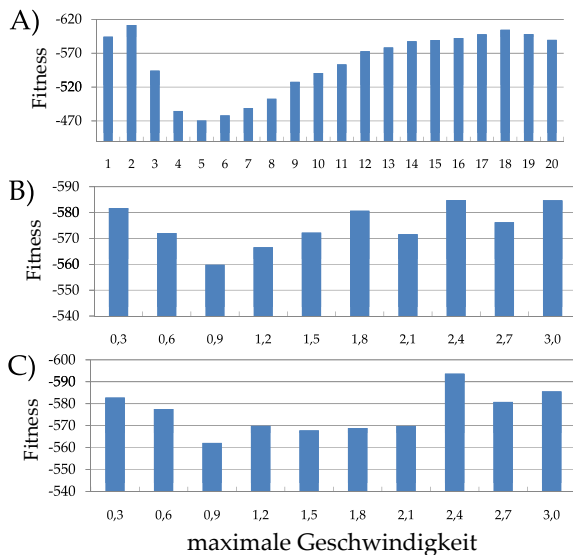 A)
Fitness
-620
-570
-520
-470
1 2 3 4 5 6 7 8 9 10 11 12 13 14 15 16 17 18 19 20
B)
Fitness
-590
-580
-570
-560
-550
-540
0,3 0,6 0,9 1,2 1,5 1,8 2,1 2,4 2,7 3,0
C)
Fitness
-600
-590
-580
-570
-560
-550
-540
0,3 0,6 0,9 1,2 1,5 1,8 2,1 2,4 2,7 3,0
maximale Geschwindigkeit